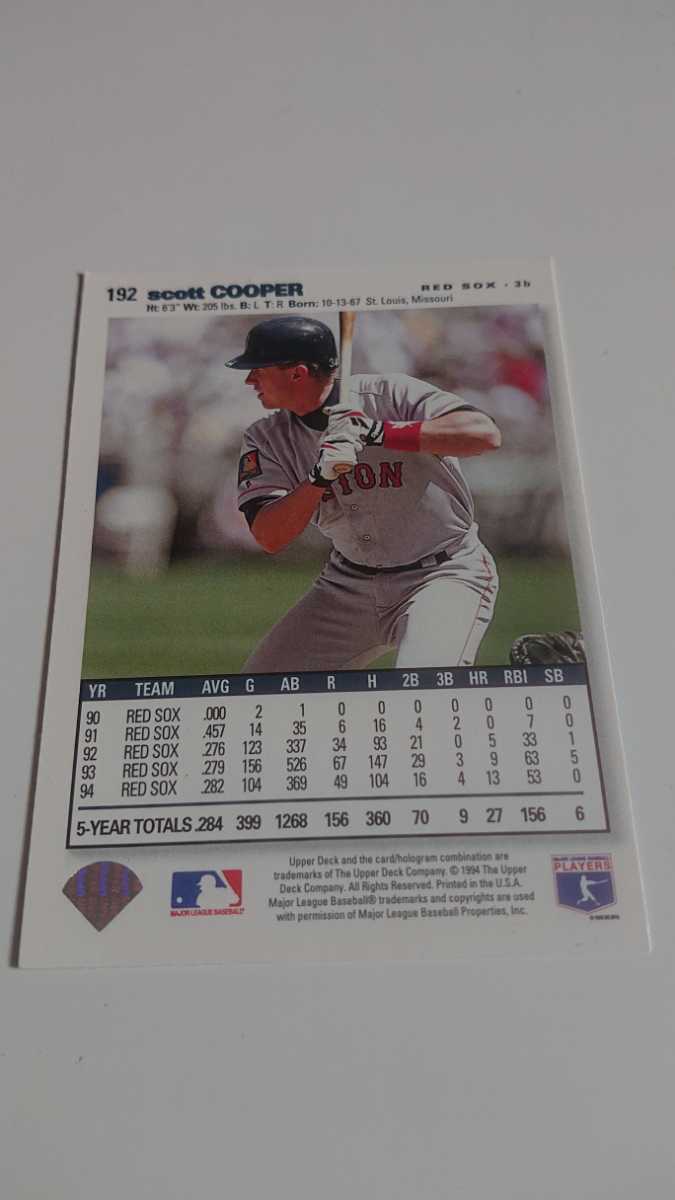 192 scott COOPER RED SOX · 3b
Ht: 6'3" Wt: 205 lbs. B: L T: R Born: 10-13-67 St. Louis, Missouri
TON
YR TEAM AVG G AB R H 2B 3B HR RBI SB
90 RED SOX .000 2 1 0 0 0 0 0 0 0
91 RED SOX .457 14 35 6 16 4 2 0 7 0
92 RED SOX .276 123 337 34 93 21 0 5 33 1
93 RED SOX .279 156 526 67 147 29 3 9 63 5
94 RED SOX .282 104 369 49 104 16 4 13 53 0
5-YEAR TOTALS .284 399 1268 156 360 70 9 27 156 6
Upper Deck and the card/hologram combination are
trademarks of The Upper Deck Company. © 1994 The Upper
Deck Company. All Rights Reserved. Printed in the U.S.A.
Major League Baseball® trademarks and copyrights are used
with permission of Major League Baseball Properties, Inc.
MAJOR LEAGUE BASEBALL
MAJOR LEAGUE BASEBALL
PLAYERS